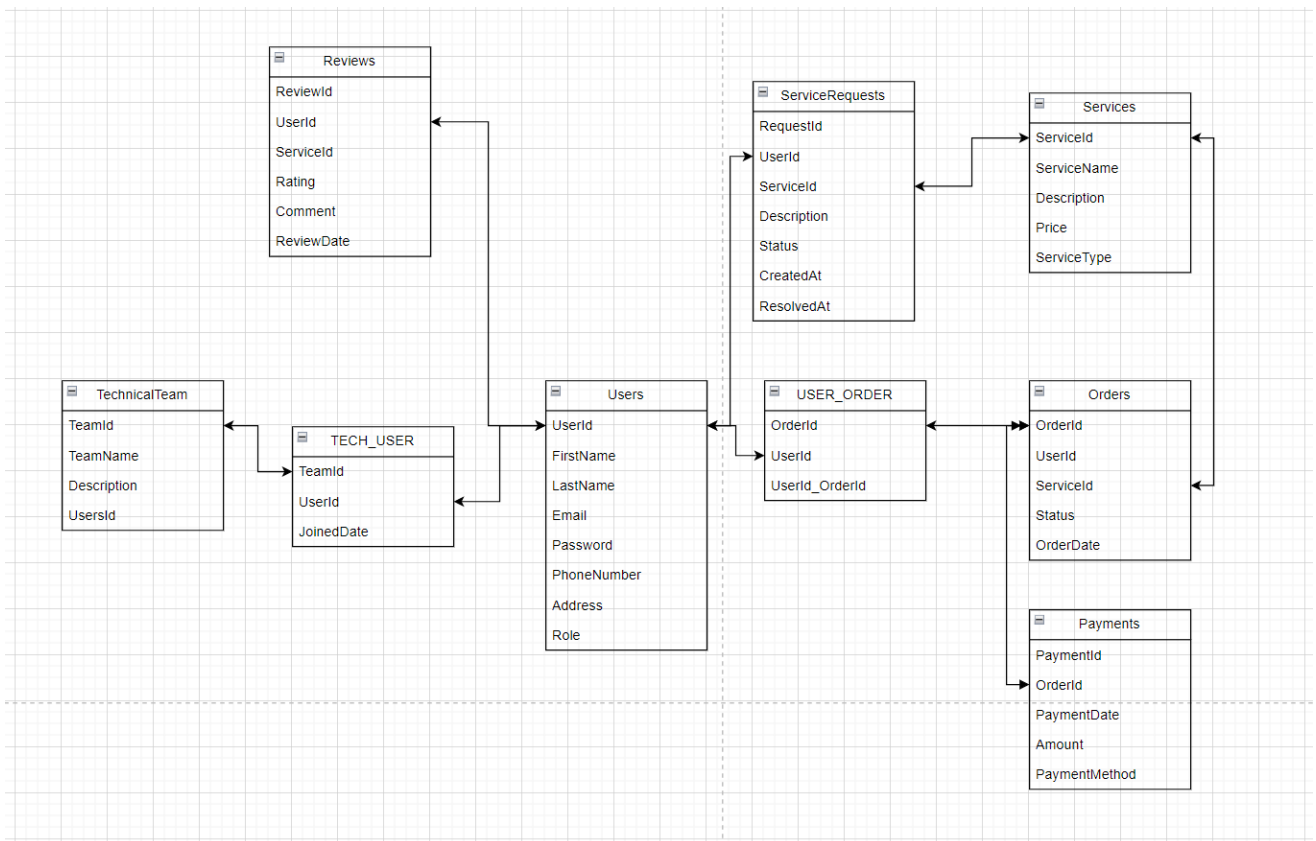 Reviews
ReviewId
UserId
ServiceId
Rating
Comment
ReviewDate
ServiceRequests
RequestId
UserId
ServiceId
Description
Status
CreatedAt
ResolvedAt
Services
ServiceId
ServiceName
Description
Price
ServiceType
TechnicalTeam
TeamId
TeamName
Description
UsersId
TECH_USER
TeamId
UserId
JoinedDate
Users
UserId
FirstName
LastName
Email
Password
PhoneNumber
Address
Role
USER_ORDER
OrderId
UserId
UserId_OrderId
Orders
OrderId
UserId
ServiceId
Status
OrderDate
Payments
PaymentId
OrderId
PaymentDate
Amount
PaymentMethod